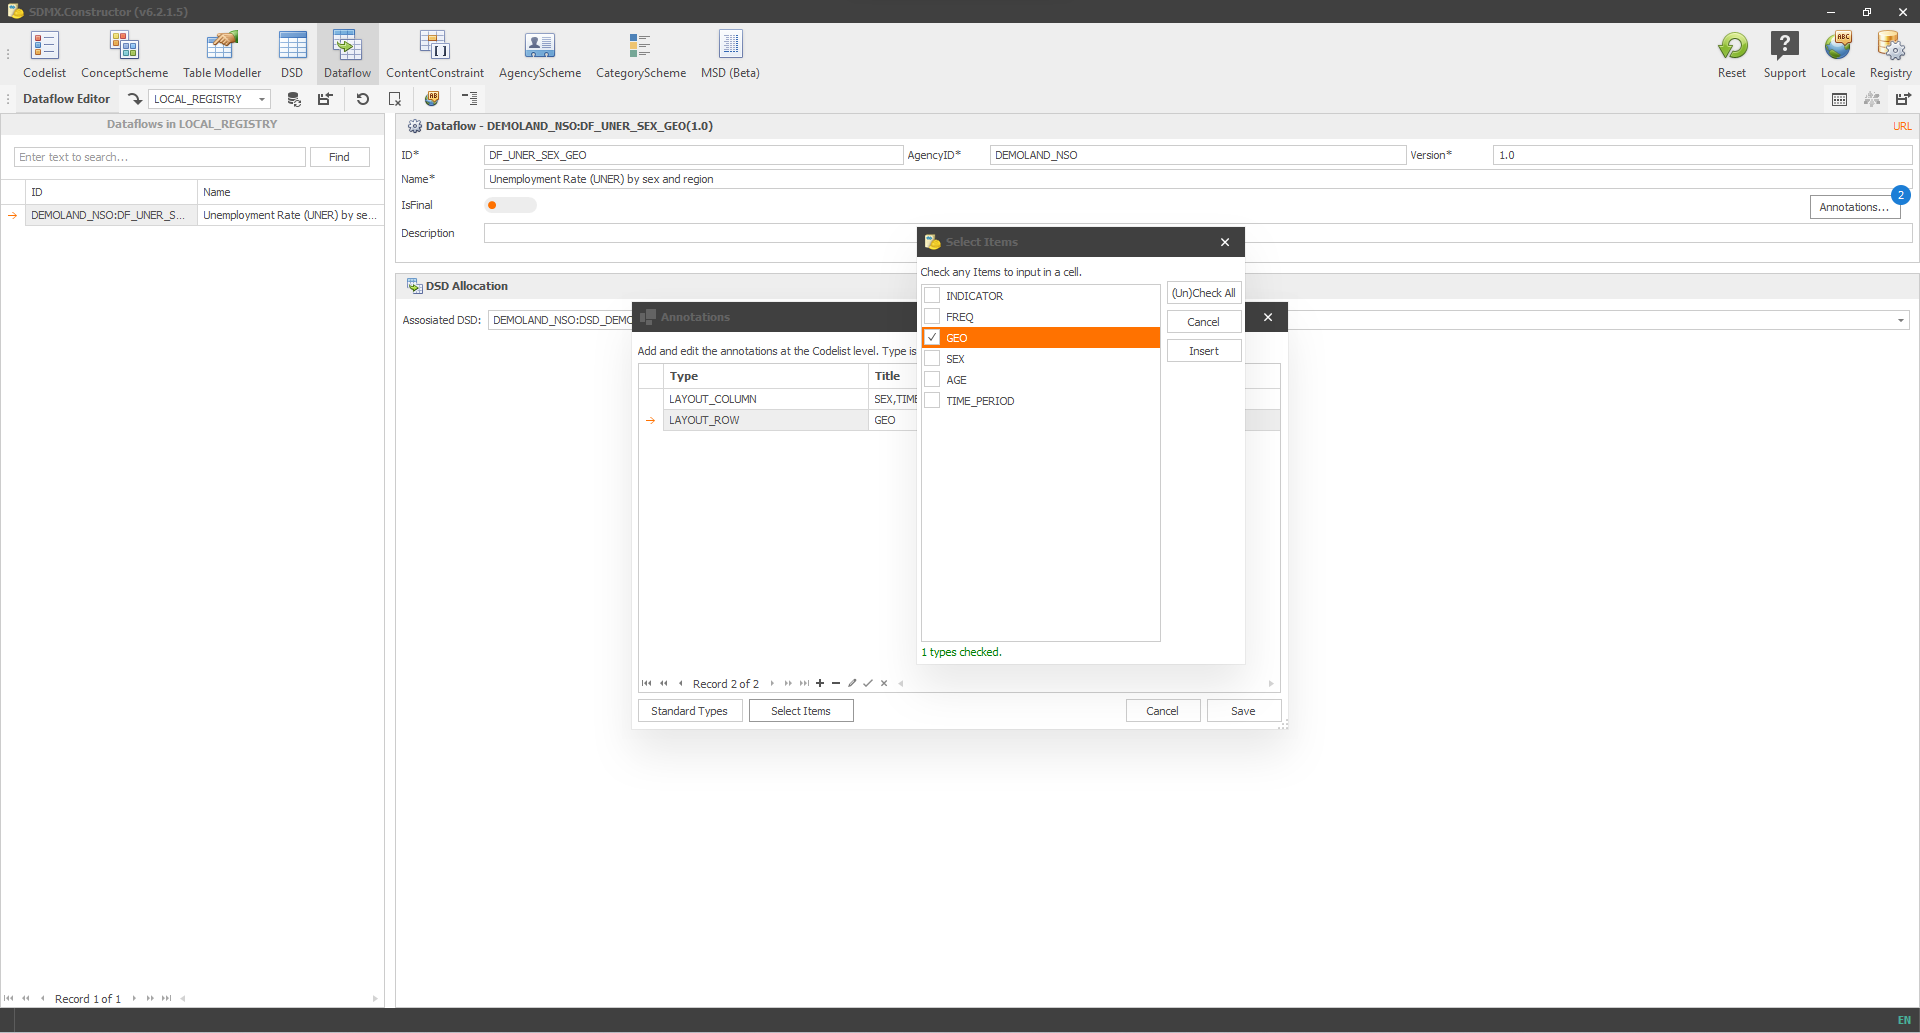 SDMX.Constructor (v6.2.1.5)
Codelist
ConceptScheme
Table Modeller
DSD
Dataflow
ContentConstraint
AgencyScheme
CategoryScheme
MSD (Beta)
Reset
Support
Locale
Registry
Dataflow Editor
LOCAL_REGISTRY
Dataflows in LOCAL_REGISTRY
Enter text to search...
Find
ID
Name
DEMOLAND_NSO:DF_UNER_S...
Unemployment Rate (UNER) by se...
Record 1 of 1
Dataflow - DEMOLAND_NSO:DF_UNER_SEX_GEO(1.0)
URL
ID*
DF_UNER_SEX_GEO
AgencyID*
DEMOLAND_NSO
Version*
1.0
Name*
Unemployment Rate (UNER) by sex and region
IsFinal
Annotations...
2
Description
DSD Allocation
Assosiated DSD:
DEMOLAND_NSO:DSD_DEMO
Annotations
Add and edit the annotations at the Codelist level. Type is
Type
Title
LAYOUT_COLUMN
SEX,TIME
LAYOUT_ROW
GEO
Record 2 of 2
Standard Types
Select Items
Cancel
Save
Select Items
Check any Items to input in a cell.
INDICATOR
FREQ
GEO
SEX
AGE
TIME_PERIOD
(Un)Check All
Cancel
Insert
1 types checked.
EN